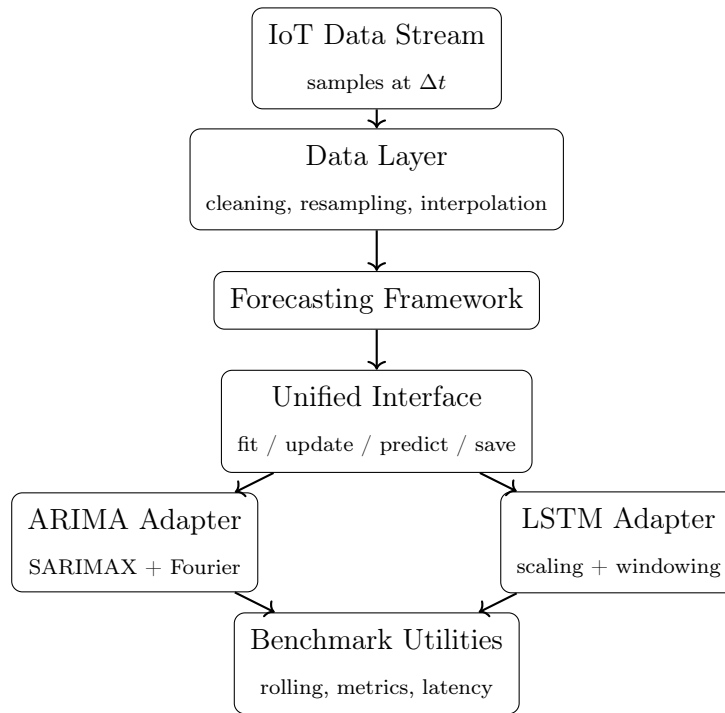 IoT Data Stream
samples at Δt
Data Layer
cleaning, resampling, interpolation
Forecasting Framework
Unified Interface
fit / update / predict / save
ARIMA Adapter
SARIMAX + Fourier
LSTM Adapter
scaling + windowing
Benchmark Utilities
rolling, metrics, latency